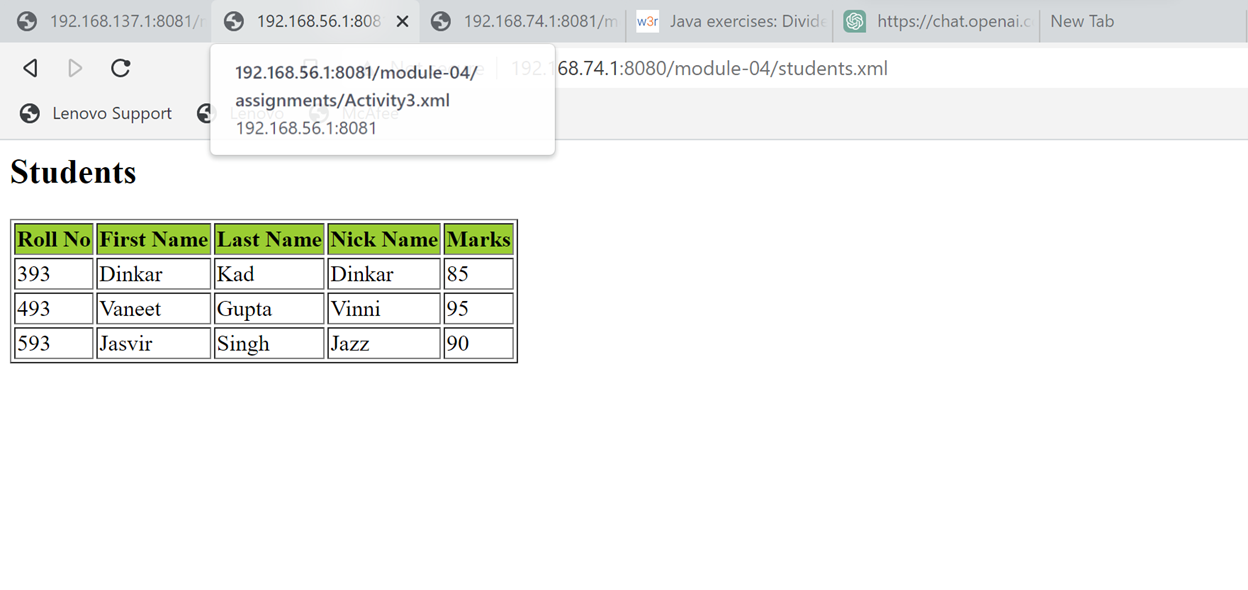 192.168.137.1:8081/
192.168.56.1:808
192.168.74.1:8081/m
w3r Java exercises: Divide
https://chat.openai.c
New Tab
192.168.74.1:8080/module-04/students.xml
192.168.56.1:8081/module-04/
assignments/Activity3.xml
192.168.56.1:8081
Lenovo Support
Lenovo
McAfee
Students
Roll No First Name Last Name Nick Name Marks
393 Dinkar Kad Dinkar 85
493 Vaneet Gupta Vinni 95
593 Jasvir Singh Jazz 90